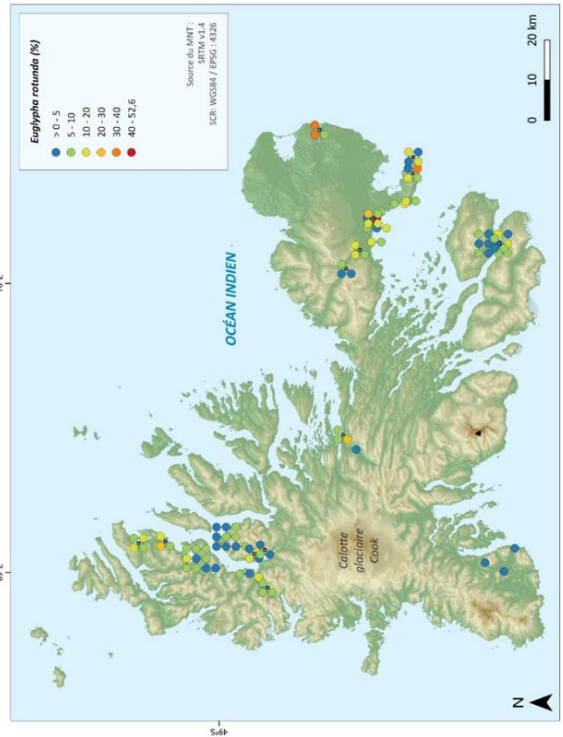 Euglypha rotunda (%)
> 0 - 5
5 - 10
10 - 20
20 - 30
30 - 40
40 - 52,6
Source du MNT :
SRTM v1.4
SCR: WGS84 / EPSG : 4326
OCÉAN INDIEN
Calotte
glaciaire
Cook
49°S
N
0 10 20 km